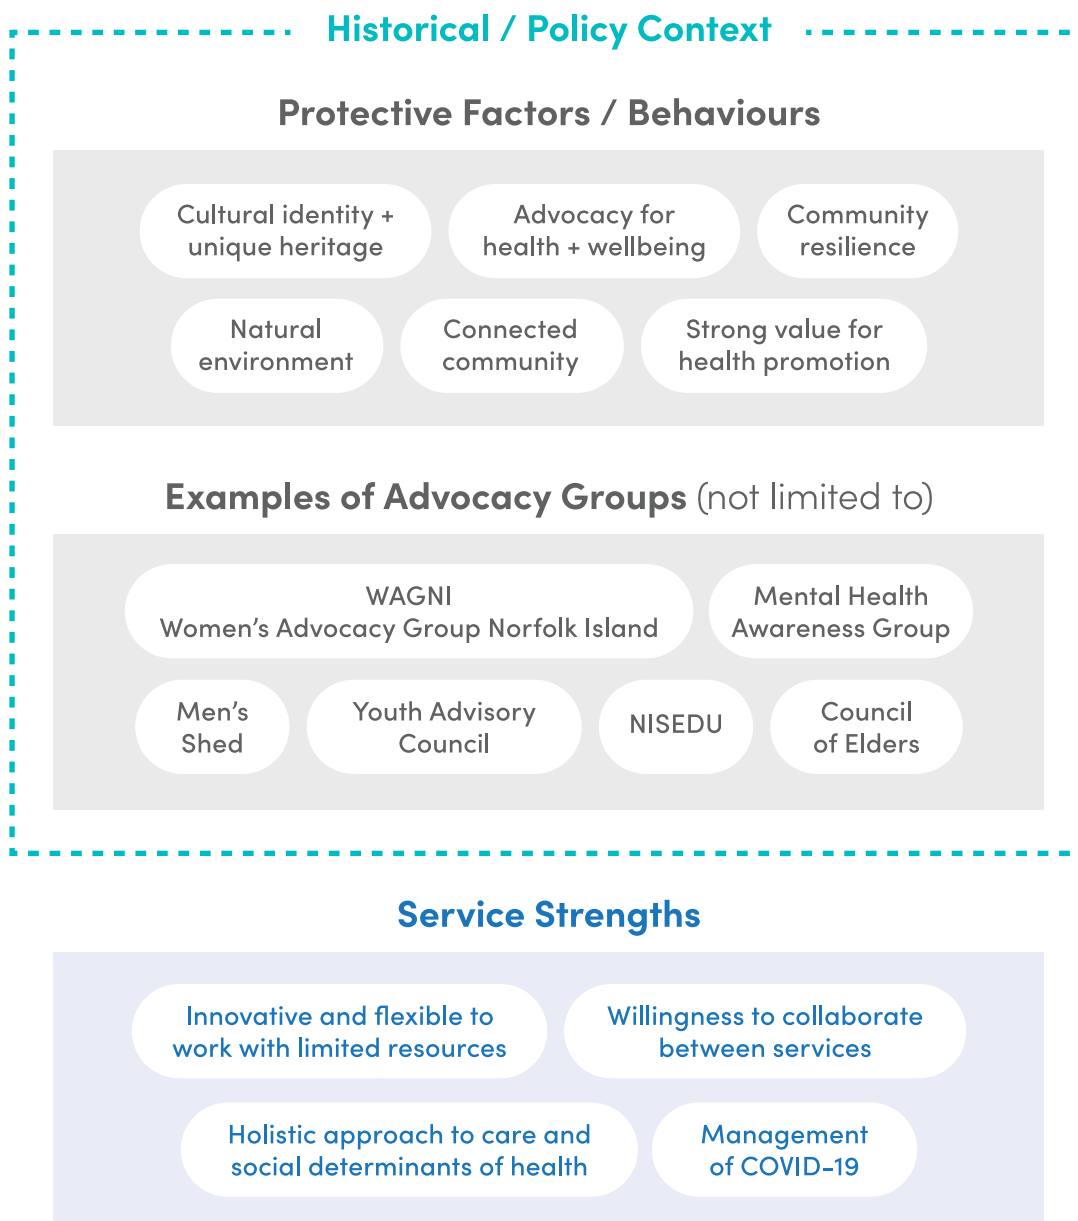 Historical / Policy Context
Protective Factors / Behaviours
Cultural identity +
unique heritage
Advocacy for
health + wellbeing
Community
resilience
Natural
environment
Connected
community
Strong value for
health promotion
Examples of Advocacy Groups (not limited to)
WAGNI
Women’s Advocacy Group Norfolk Island
Mental Health
Awareness Group
Men’s
Shed
Youth Advisory
Council
NISEDU
Council
of Elders
Service Strengths
Innovative and flexible to
work with limited resources
Willingness to collaborate
between services
Holistic approach to care and
social determinants of health
Management
of COVID-19